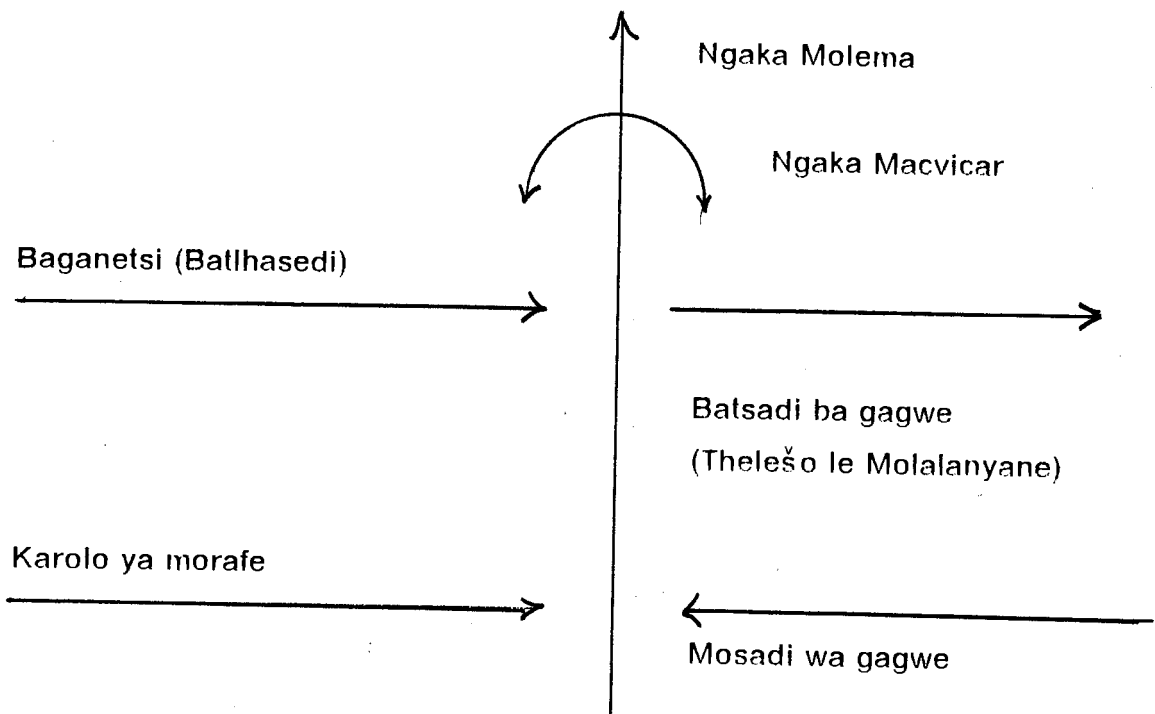 Ngaka Molema
Ngaka Macvicar
Baganetsi (Batlhasedi)
Batsadi ba gagwe
(Thelešo le Molalanyane)
Karolo ya morafe
Mosadi wa gagwe